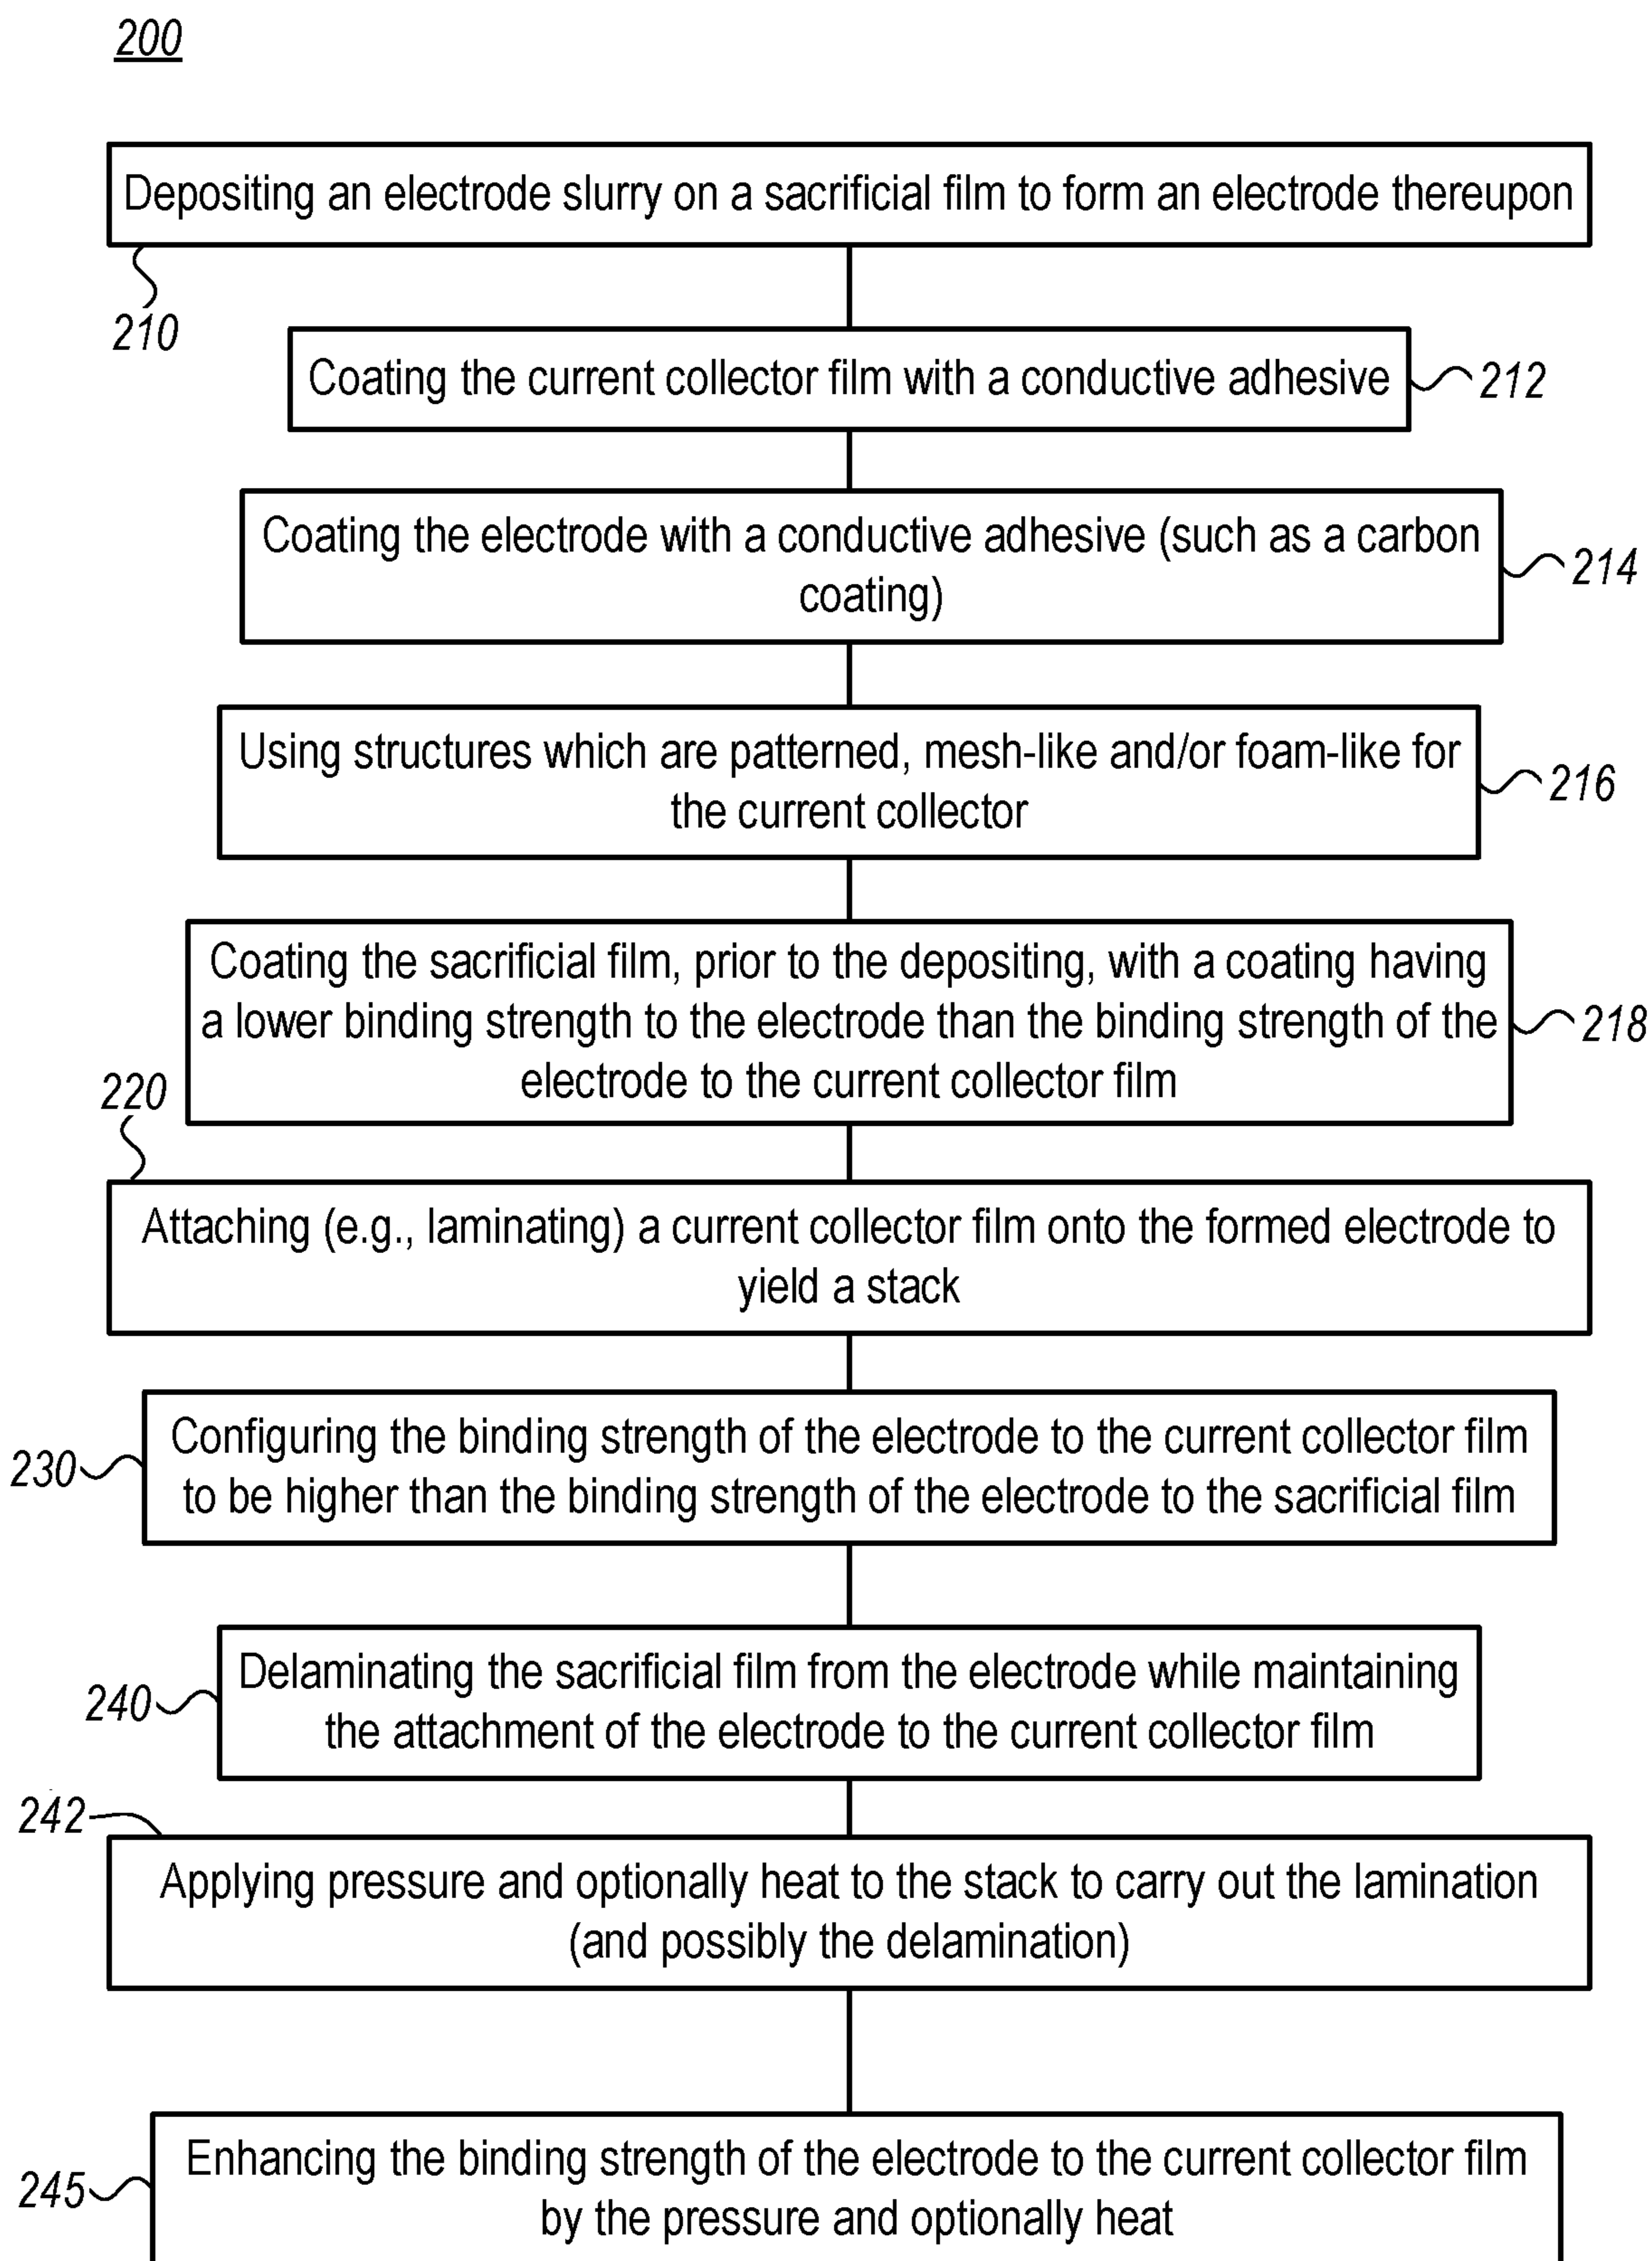 200
Depositing an electrode slurry on a sacrificial film to form an electrode thereupon
210
Coating the current collector film with a conductive adhesive
212
Coating the electrode with a conductive adhesive (such as a carbon
coating)
214
Using structures which are patterned, mesh-like and/or foam-like for
the current collector
216
Coating the sacrificial film, prior to the depositing, with a coating having
a lower binding strength to the electrode than the binding strength of the
electrode to the current collector film
218
220
Attaching (e.g., laminating) a current collector film onto the formed electrode to
yield a stack
230
Configuring the binding strength of the electrode to the current collector film
to be higher than the binding strength of the electrode to the sacrificial film
240
Delaminating the sacrificial film from the electrode while maintaining
the attachment of the electrode to the current collector film
242
Applying pressure and optionally heat to the stack to carry out the lamination
(and possibly the delamination)
245
Enhancing the binding strength of the electrode to the current collector film
by the pressure and optionally heat